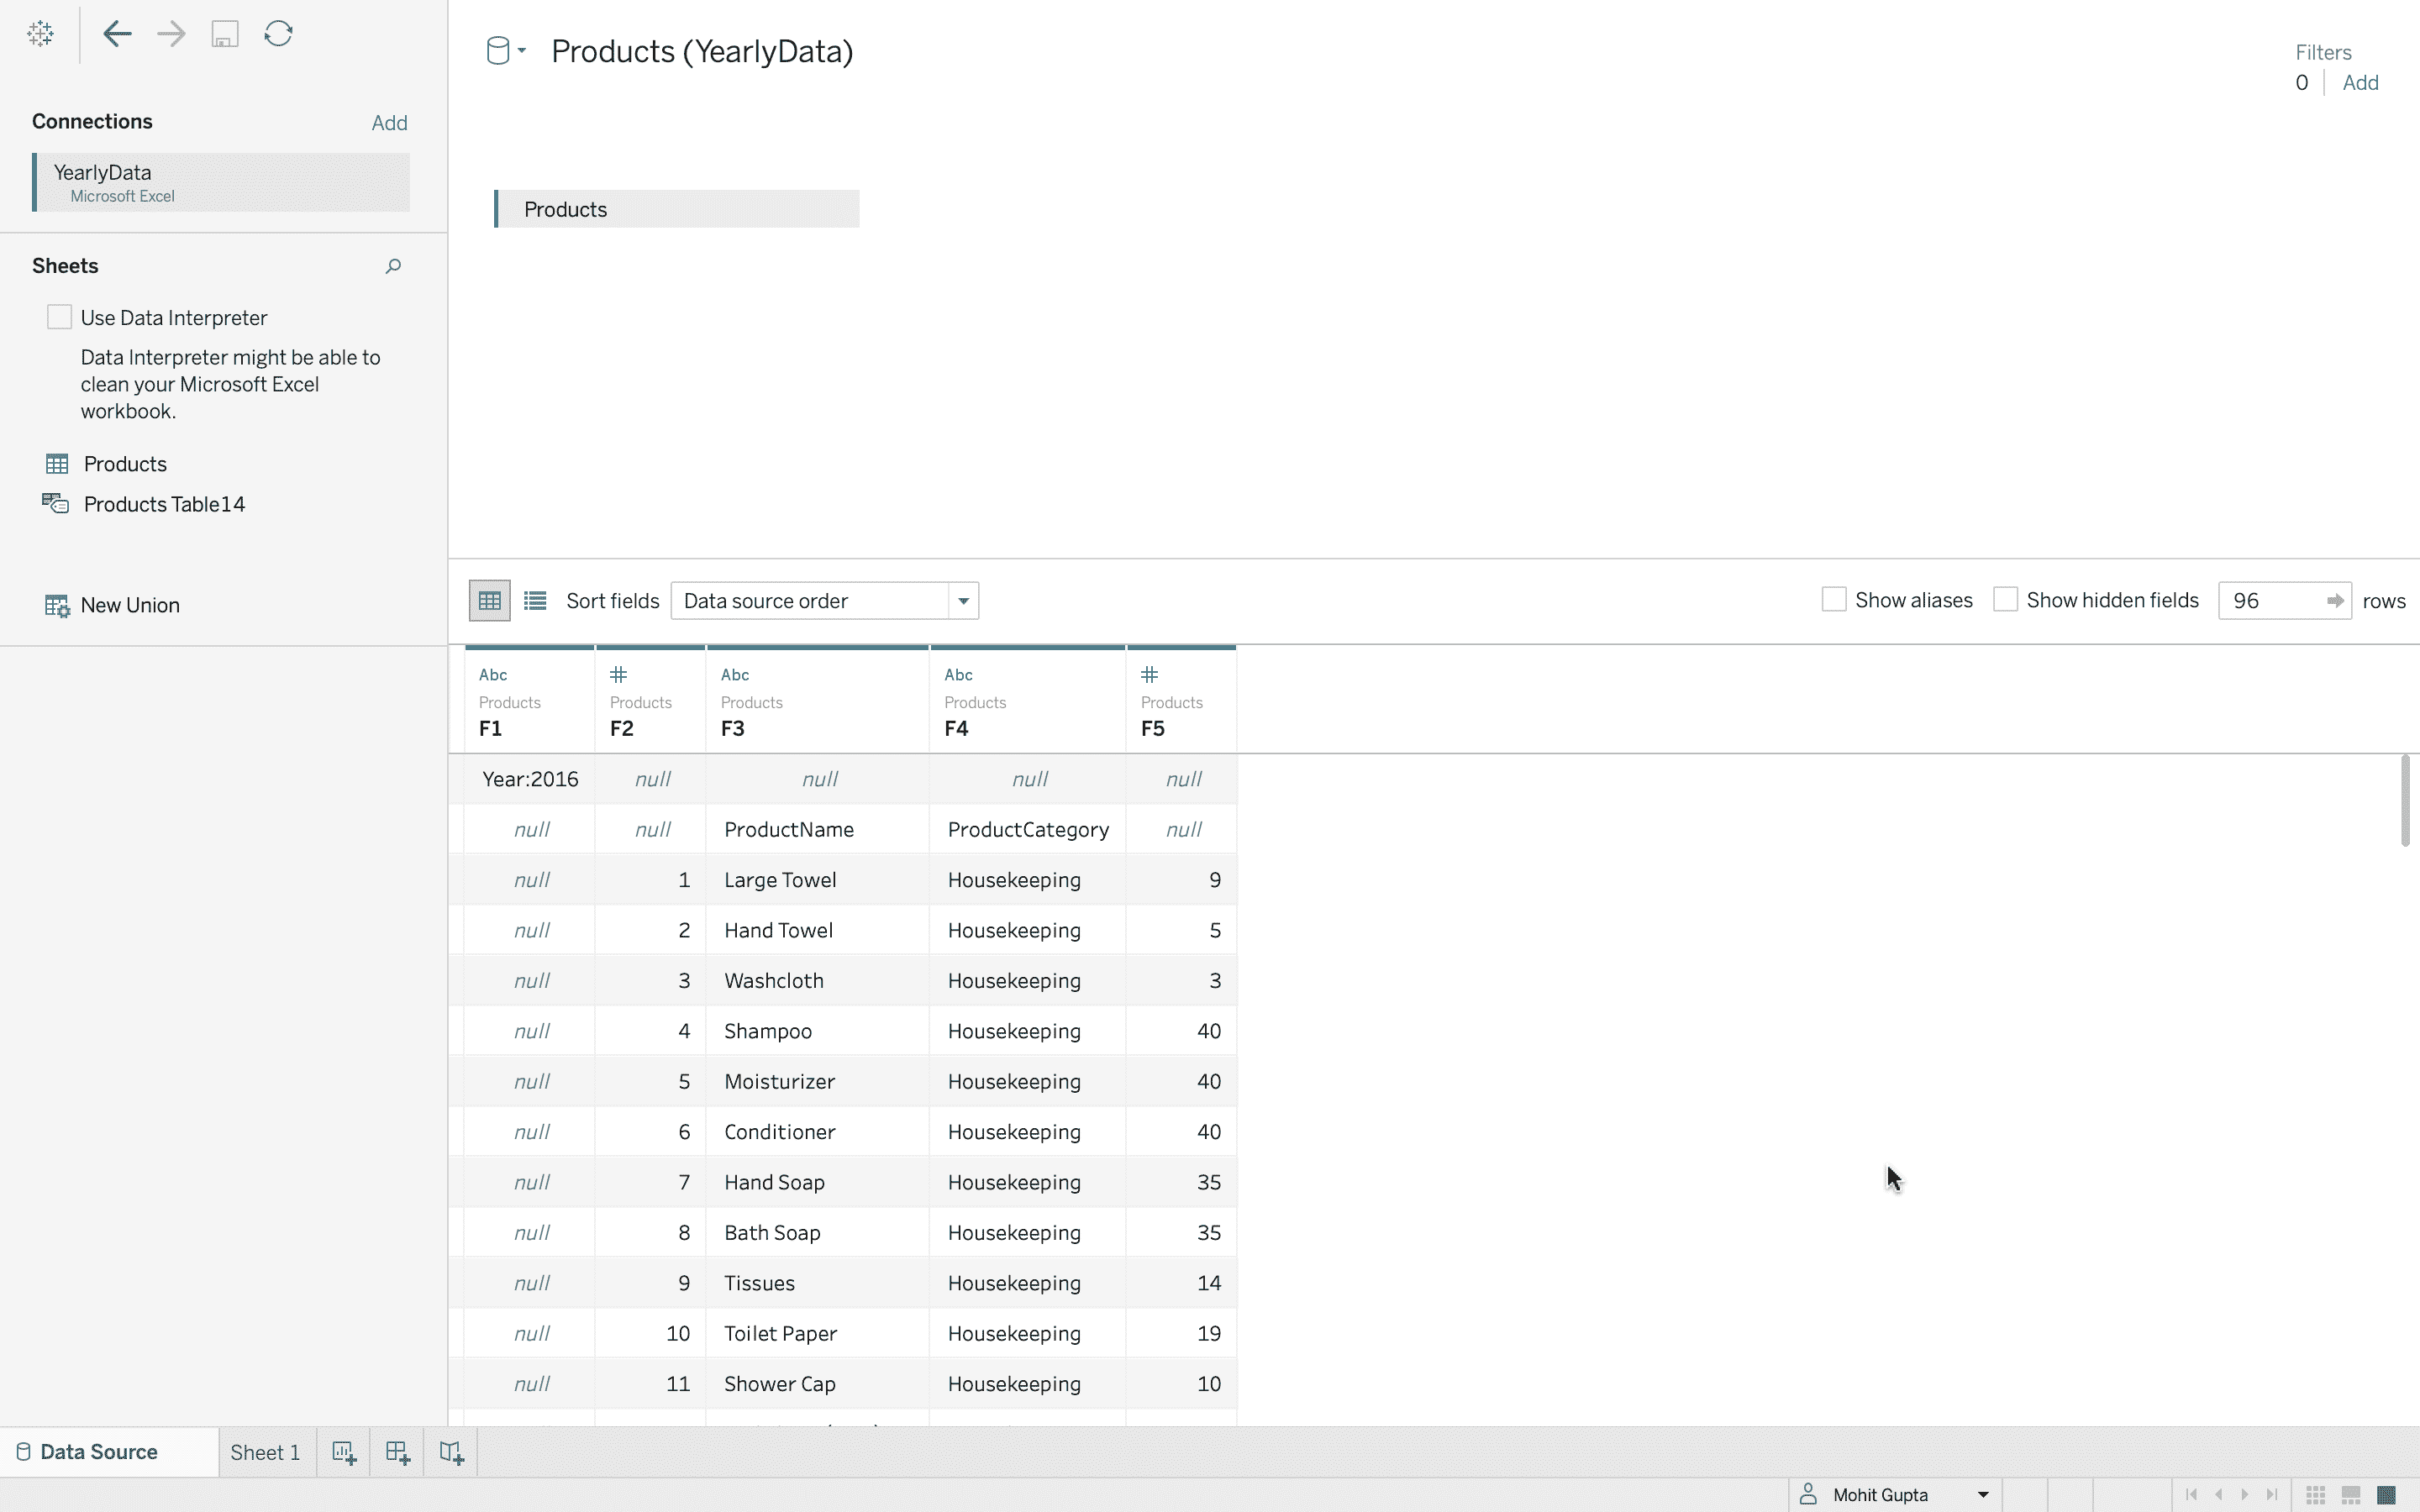 Products (YearlyData)
Filters
0 Add
Connections Add
YearlyData
Microsoft Excel
Products
Sheets
Use Data Interpreter
Data Interpreter might be able to
clean your Microsoft Excel
workbook.
Products
Products Table14
New Union
Sort fields Data source order Show aliases Show hidden fields 96 rows
Abc # Abc Abc #
Products Products Products Products Products
F1 F2 F3 F4 F5
Year:2016 null null null null
null null ProductName ProductCategory null
null 1 Large Towel Housekeeping 9
null 2 Hand Towel Housekeeping 5
null 3 Washcloth Housekeeping 3
null 4 Shampoo Housekeeping 40
null 5 Moisturizer Housekeeping 40
null 6 Conditioner Housekeeping 40
null 7 Hand Soap Housekeeping 35
null 8 Bath Soap Housekeeping 35
null 9 Tissues Housekeeping 14
null 10 Toilet Paper Housekeeping 19
null 11 Shower Cap Housekeeping 10
Data Source Sheet 1
Mohit Gupta